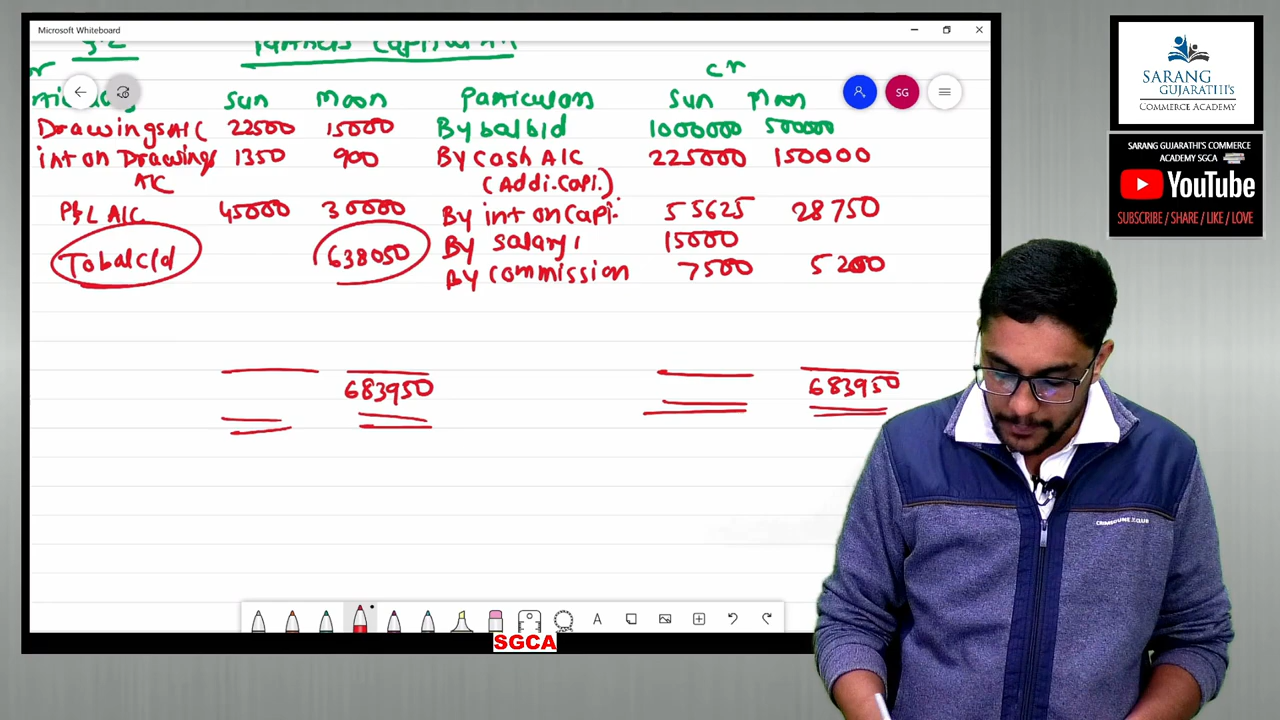 Microsoft Whiteboard
Partners Capital A/C
Cr
Sun Moon Particulars Sun Moon
Drawings A/C 22500 15000 By bal b/d 1000000 500000
int on Drawings A/C 1350 900 By Cash A/C (Addi. Capi.) 225000 150000
P&L A/C 45000 30000 By int on Capi. 55625 28750
To bal c/d 638050 By salary 15000
By commission 7500 5200
683950 683950
SG
SGCA
SARANG
GUJARATHI'S
COMMERCE ACADEMY
SARANG GUJARATHI'S COMMERCE
ACADEMY SGCA
YouTube
SUBSCRIBE / SHARE / LIKE / LOVE